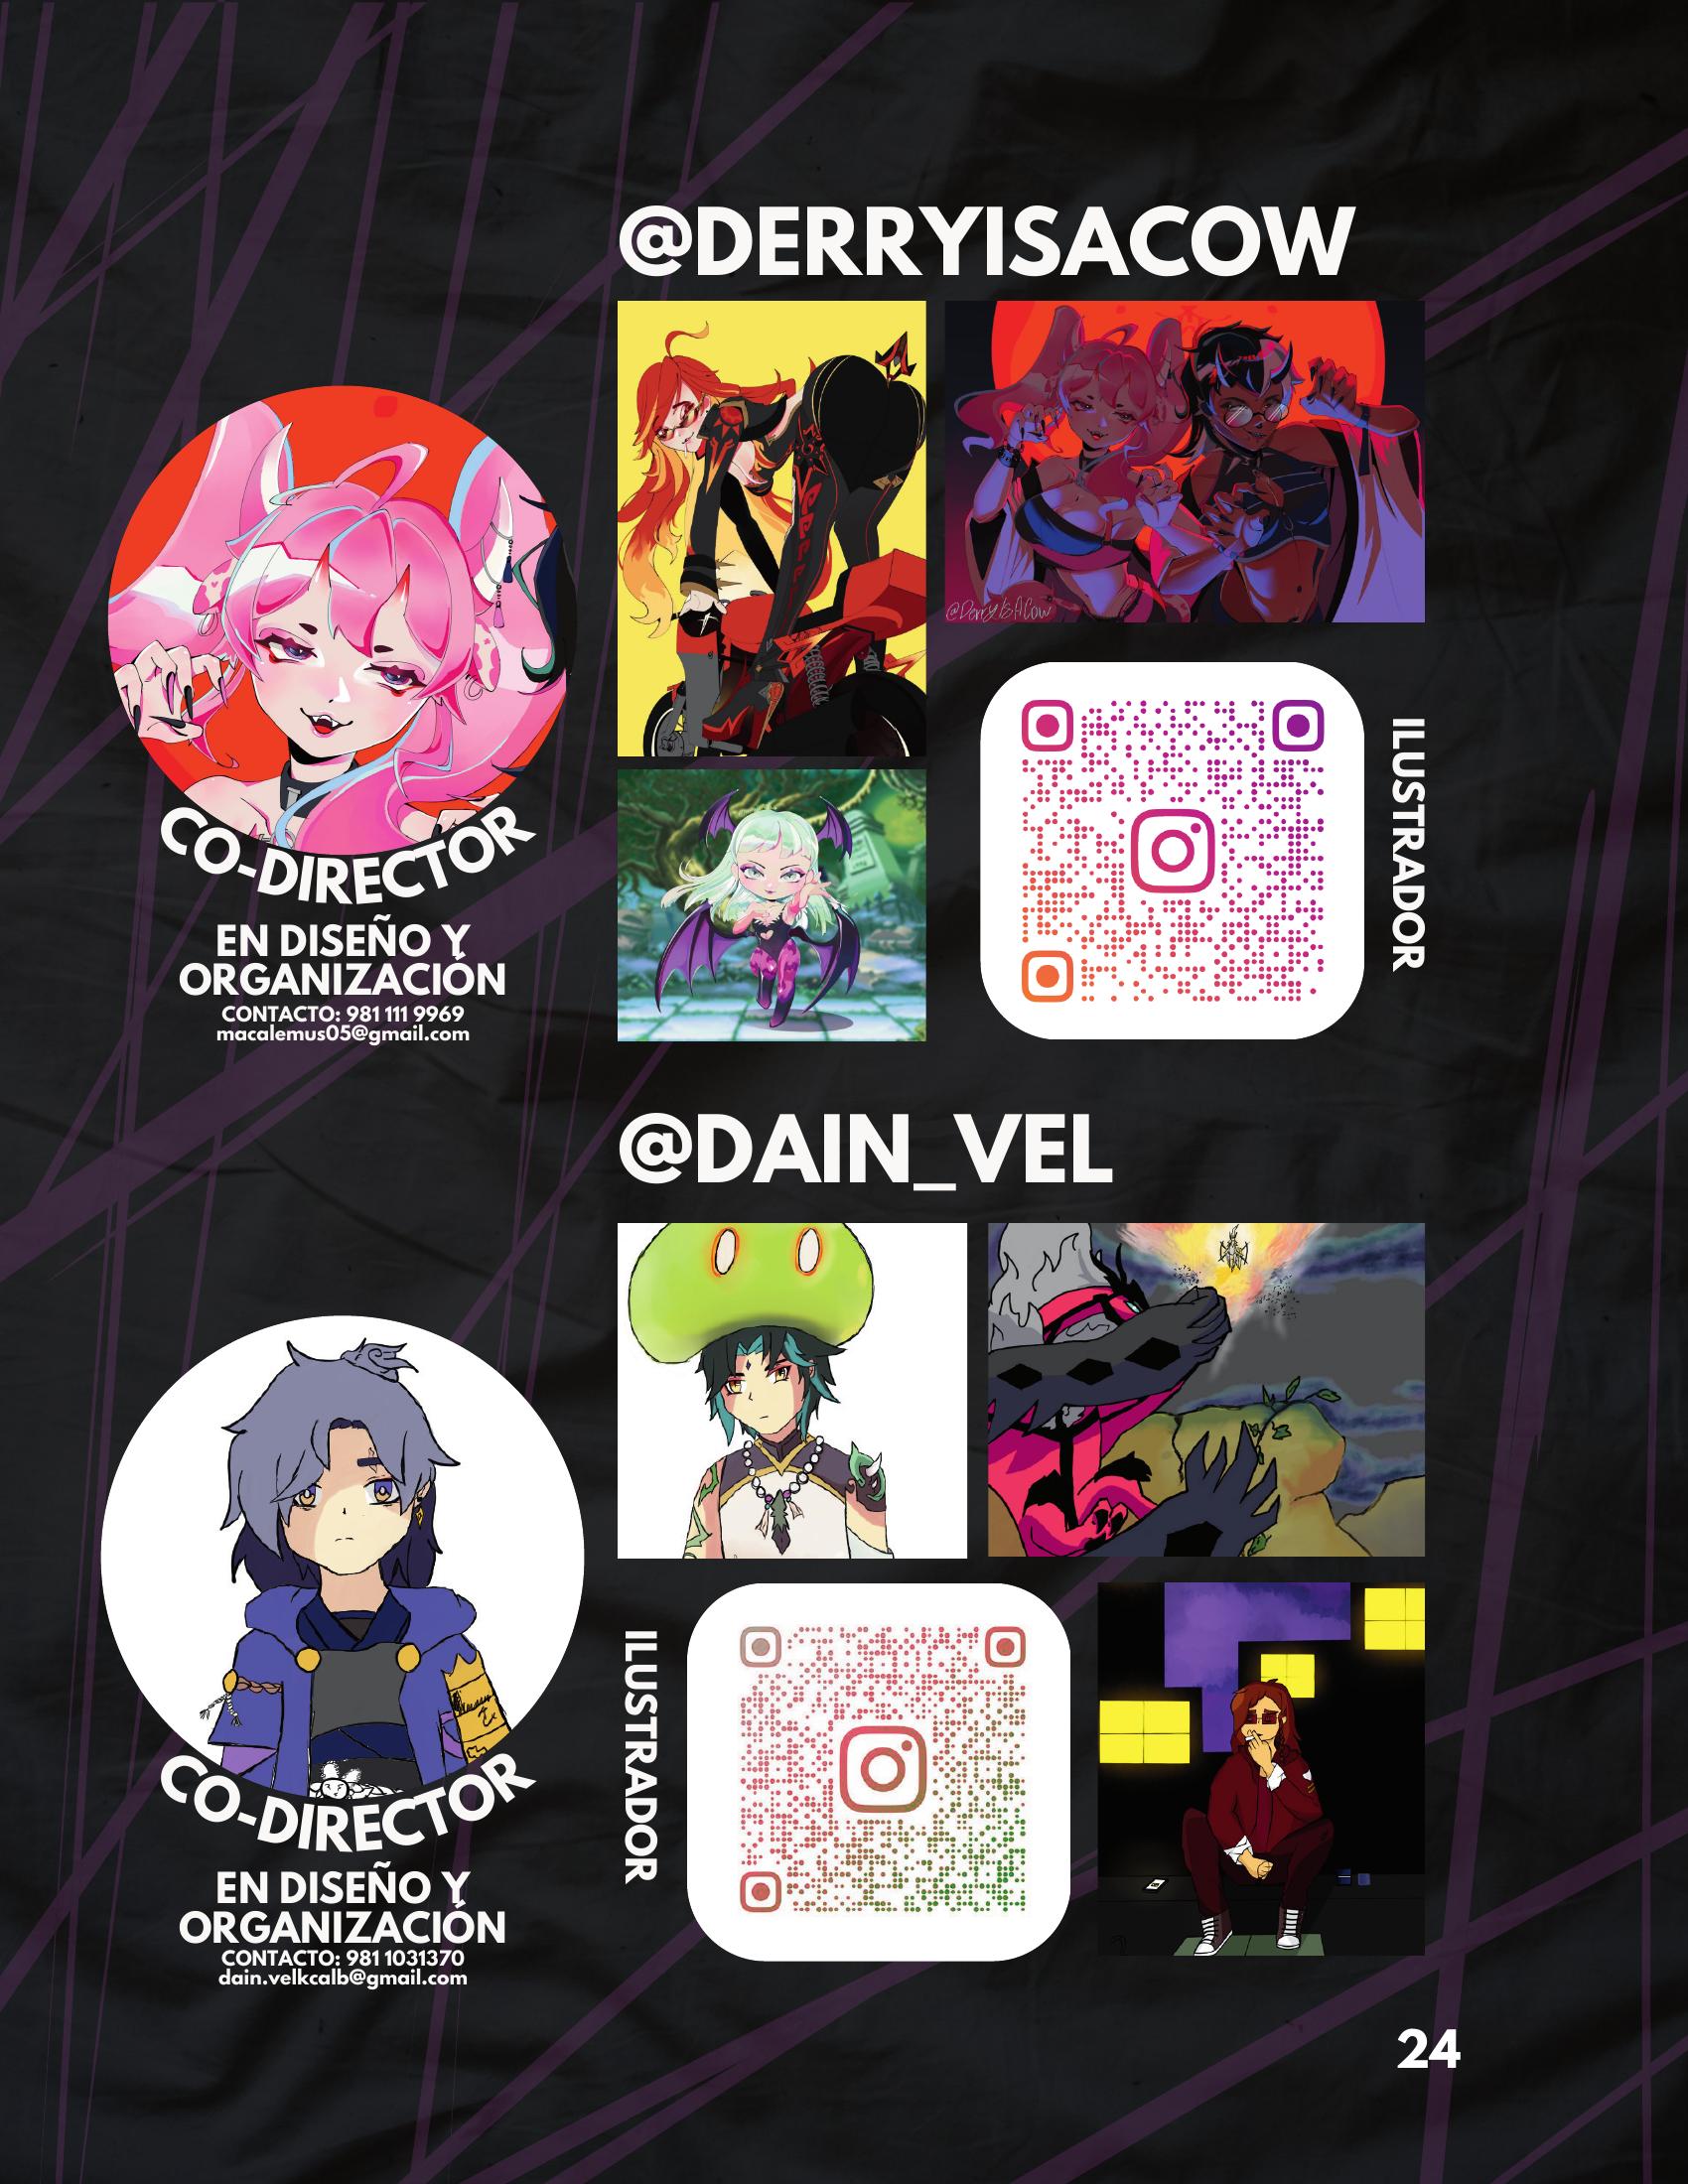 @DERRYISACOW
@DerryIsACow
CO-DIRECTOR
EN DISEÑO Y
ORGANIZACIÓN
CONTACTO: 981 111 9969
macalemus05@gmail.com
ILUSTRADOR
@DAIN_VEL
CO-DIRECTOR
EN DISEÑO Y
ORGANIZACIÓN
CONTACTO: 981 1031370
dain.velkcalb@gmail.com
ILUSTRADOR
24